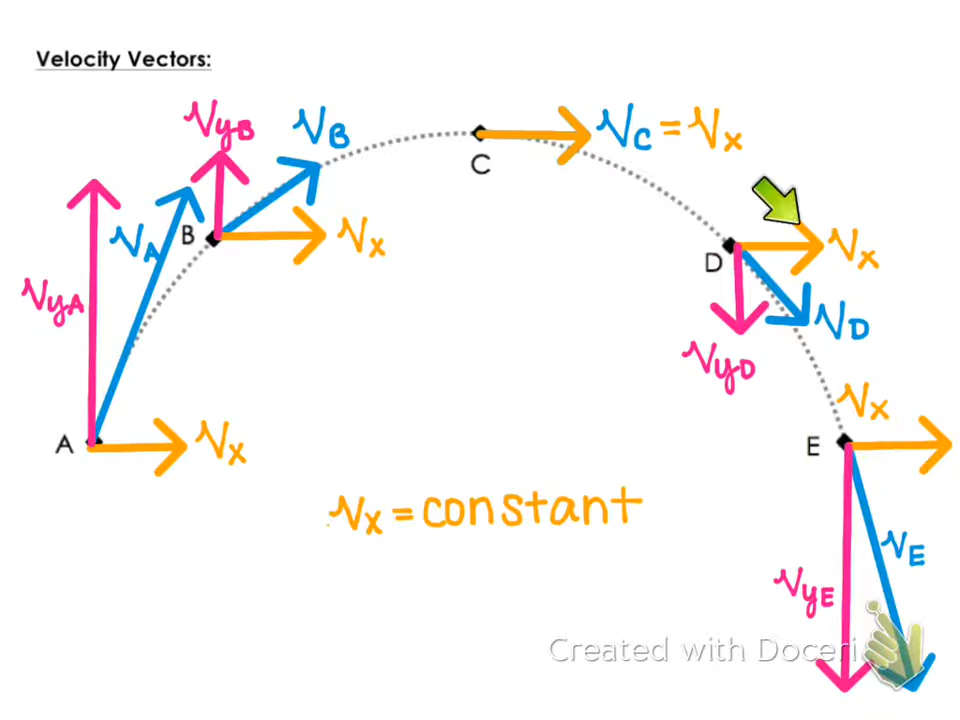 Velocity Vectors:
VyB
VB
C
VC = Vx
B
Vx
VA
VyA
D
Vx
VD
VyD
A
Vx
Vx
E
Vx = constant
VE
VyE
Created with Doceri